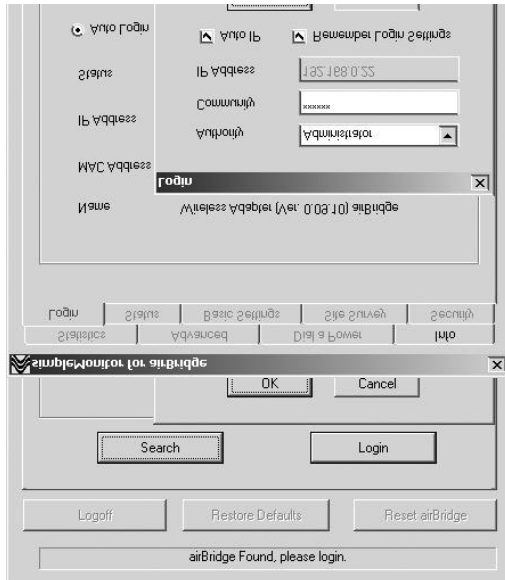 simpleMonitor for airBridge
Statistics Advanced Dial a Power Info
Login Status Basic Settings Site Survey Security
Name Wireless Adapter (Ver. 0.09.10) airBridge
Login
MAC Address
Authority Administrator
IP Address
Community ******
Status IP Address 192.168.0.22
Auto Login Auto IP Remember Login Settings
OK Cancel
Search Login
Logoff Restore Defaults Reset airBridge
airBridge Found, please login.